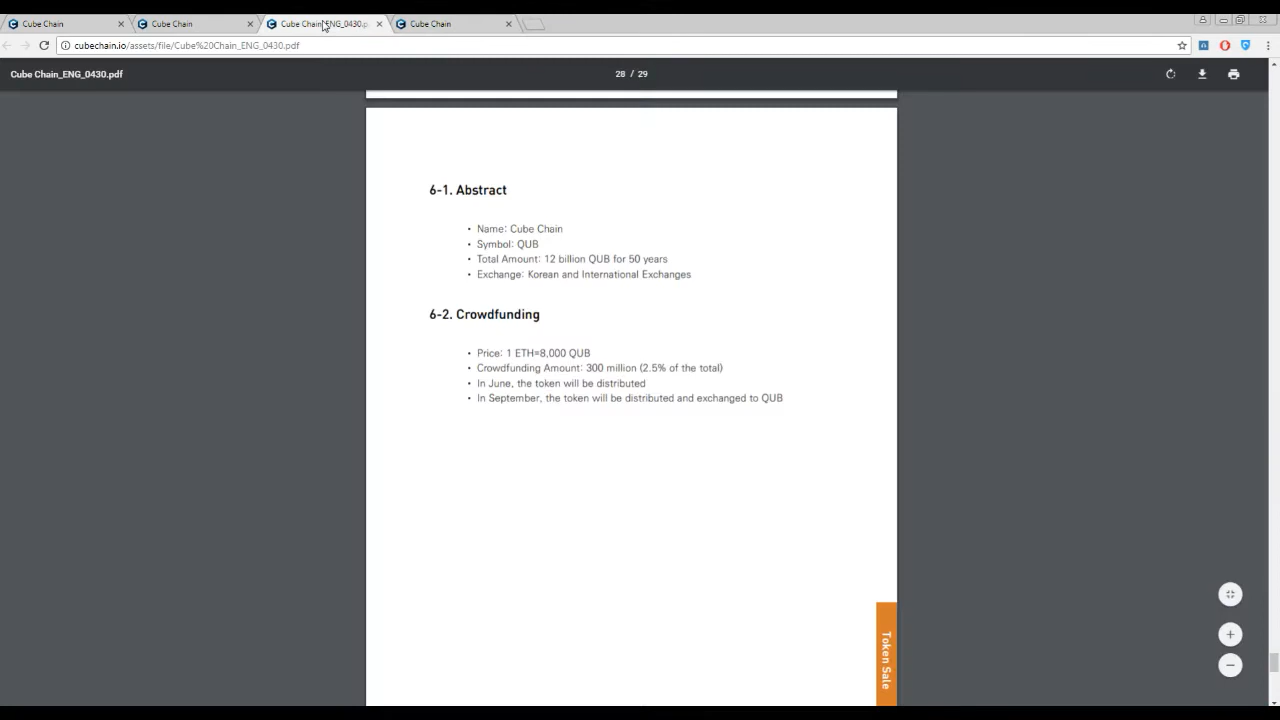 Cube Chain
Cube Chain
Cube Chain_ENG_0430.p
Cube Chain
cubechain.io/assets/file/Cube%20Chain_ENG_0430.pdf
Cube Chain_ENG_0430.pdf
28 / 29
6-1. Abstract
• Name: Cube Chain
• Symbol: QUB
• Total Amount: 12 billion QUB for 50 years
• Exchange: Korean and International Exchanges
6-2. Crowdfunding
• Price: 1 ETH=8,000 QUB
• Crowdfunding Amount: 300 million (2.5% of the total)
• In June, the token will be distributed
• In September, the token will be distributed and exchanged to QUB
Token Sale